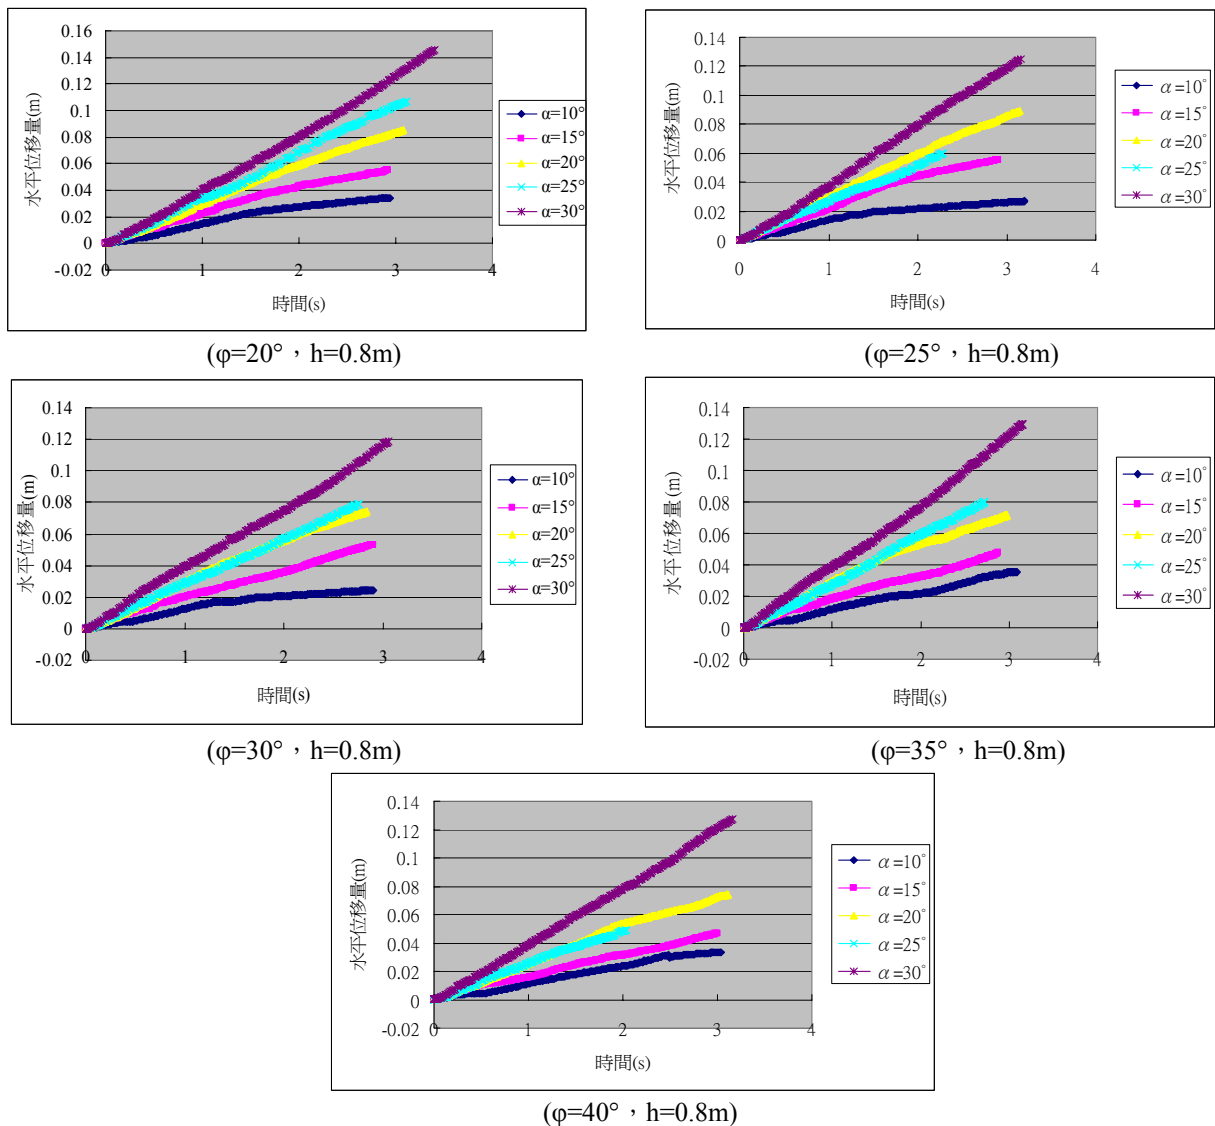 0.16
0.14
0.12
0.1
0.08
0.06
0.04
0.02
0
-0.02
0 1 2 3 4
水平位移量(m)
時間(s)
α=10°
α=15°
α=20°
α=25°
α=30°
(φ=20°，h=0.8m)
0.14
0.12
0.1
0.08
0.06
0.04
0.02
0
0 1 2 3 4
水平位移量(m)
時間(s)
α=10°
α=15°
α=20°
α=25°
α=30°
(φ=25°，h=0.8m)
0.14
0.12
0.1
0.08
0.06
0.04
0.02
0
-0.02
0 1 2 3 4
水平位移量(m)
時間(s)
α=10°
α=15°
α=20°
α=25°
α=30°
(φ=30°，h=0.8m)
0.14
0.12
0.1
0.08
0.06
0.04
0.02
0
-0.02
0 1 2 3 4
水平位移量(m)
時間(s)
α=10°
α=15°
α=20°
α=25°
α=30°
(φ=35°，h=0.8m)
0.14
0.12
0.1
0.08
0.06
0.04
0.02
0
-0.02
0 1 2 3 4
水平位移量(m)
時間(s)
α=10°
α=15°
α=20°
α=25°
α=30°
(φ=40°，h=0.8m)